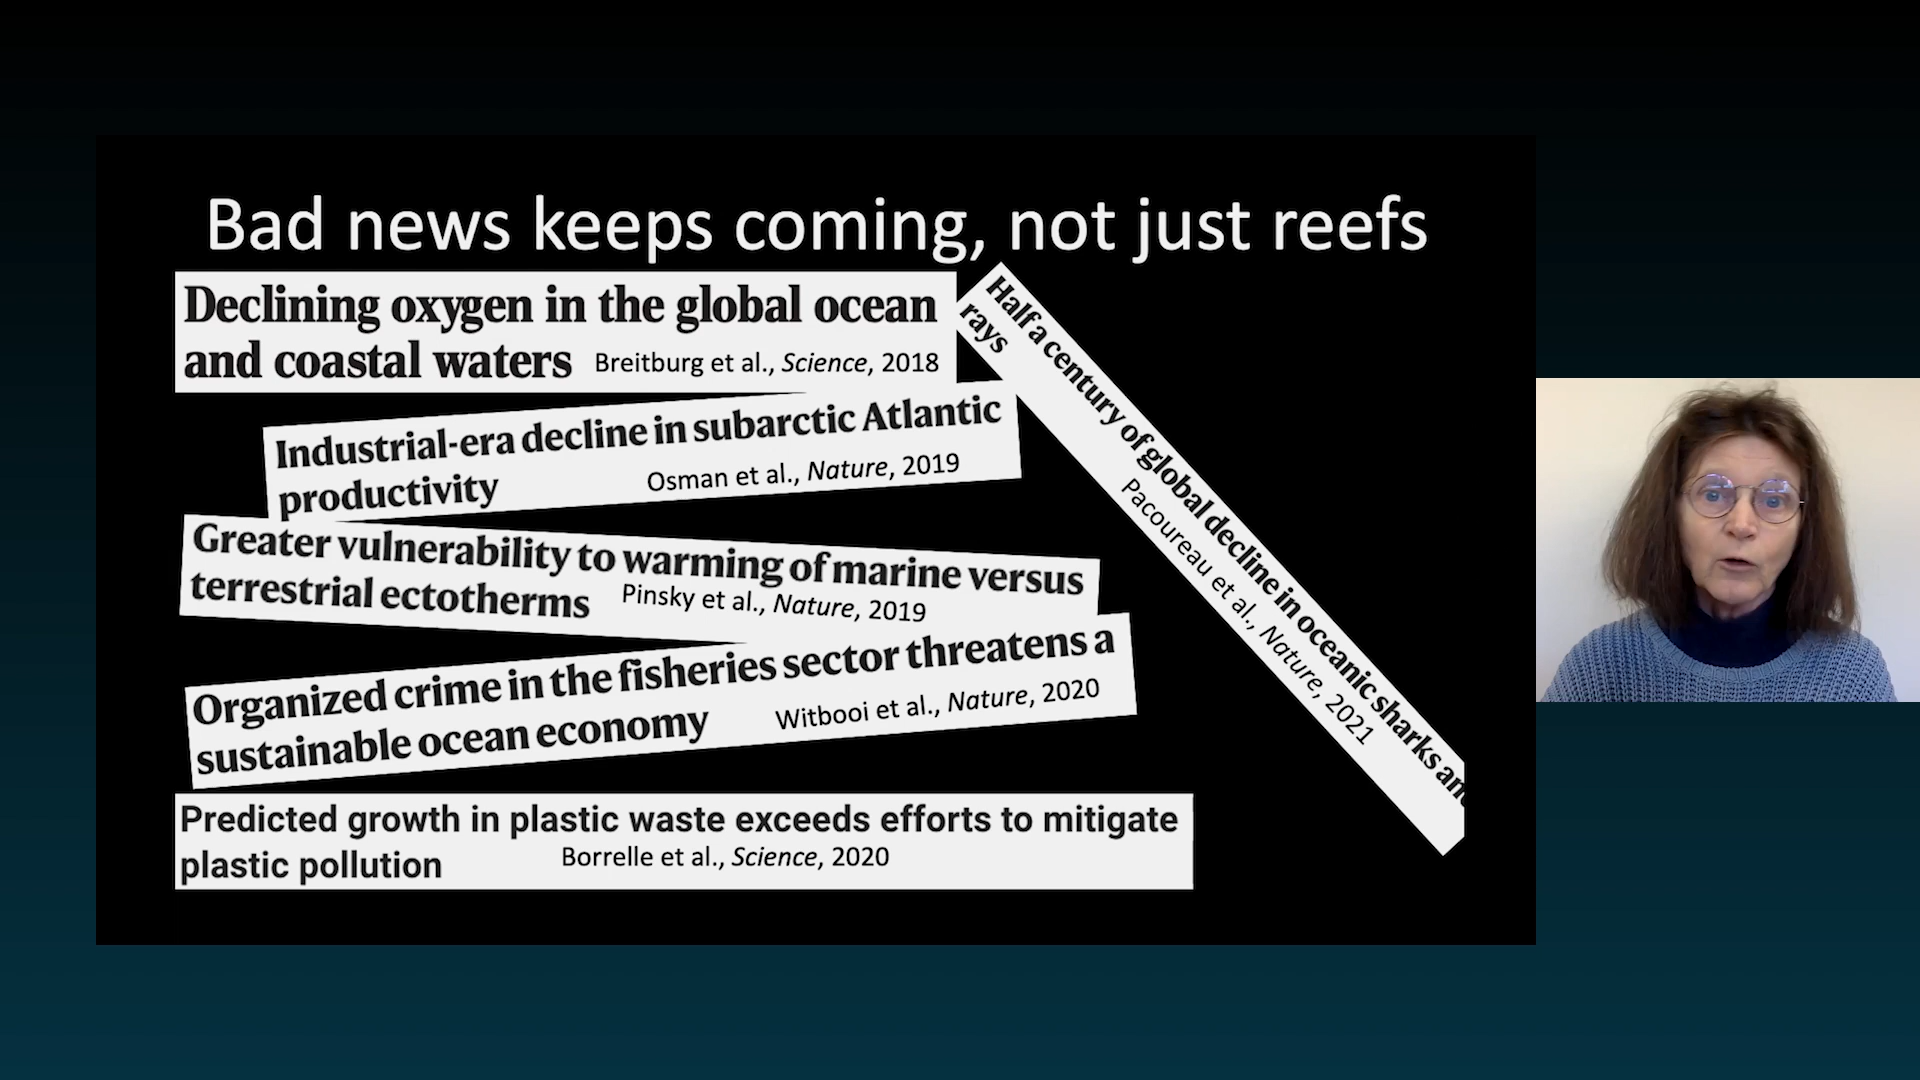 Bad news keeps coming, not just reefs
Declining oxygen in the global ocean
and coastal waters Breitburg et al., Science, 2018
Industrial-era decline in subarctic Atlantic
productivity Osman et al., Nature, 2019
Greater vulnerability to warming of marine versus
terrestrial ectotherms Pinsky et al., Nature, 2019
Organized crime in the fisheries sector threatens a
sustainable ocean economy Witbooi et al., Nature, 2020
Predicted growth in plastic waste exceeds efforts to mitigate
plastic pollution Borrelle et al., Science, 2020
Half a century of global decline in oceanic sharks and
rays
Pacoureau et al., Nature, 2021